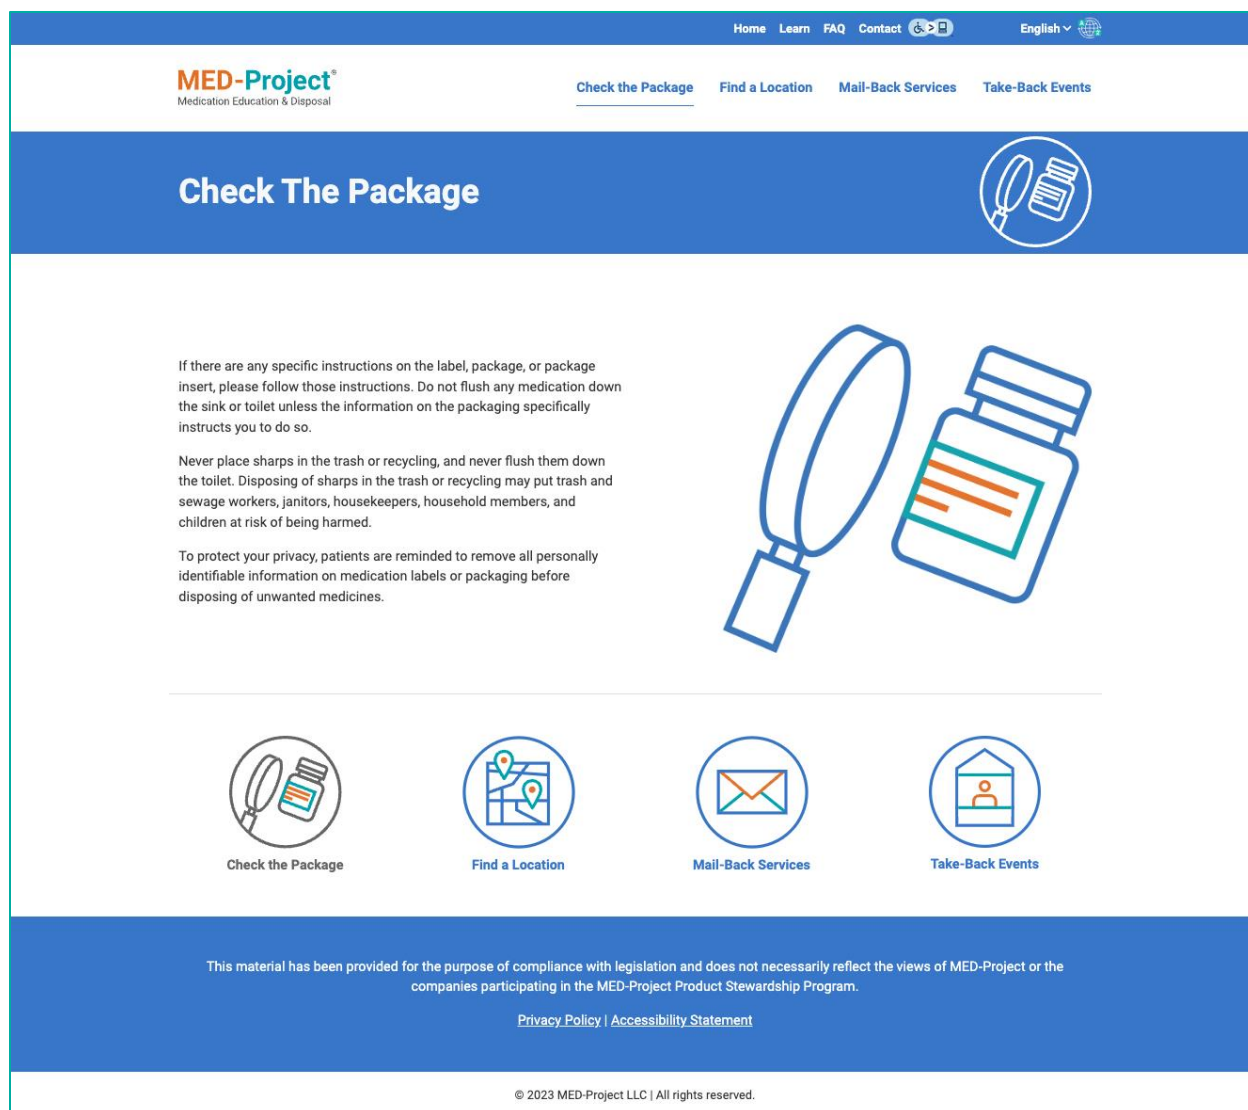 Home Learn FAQ Contact English
MED-Project®
Medication Education & Disposal
Check the Package Find a Location Mail-Back Services Take-Back Events
Check The Package
If there are any specific instructions on the label, package, or package
insert, please follow those instructions. Do not flush any medication down
the sink or toilet unless the information on the packaging specifically
instructs you to do so.
Never place sharps in the trash or recycling, and never flush them down
the toilet. Disposing of sharps in the trash or recycling may put trash and
sewage workers, janitors, housekeepers, household members, and
children at risk of being harmed.
To protect your privacy, patients are reminded to remove all personally
identifiable information on medication labels or packaging before
disposing of unwanted medicines.
Check the Package Find a Location Mail-Back Services Take-Back Events
This material has been provided for the purpose of compliance with legislation and does not necessarily reflect the views of MED-Project or the
companies participating in the MED-Project Product Stewardship Program.
Privacy Policy | Accessibility Statement
© 2023 MED-Project LLC | All rights reserved.